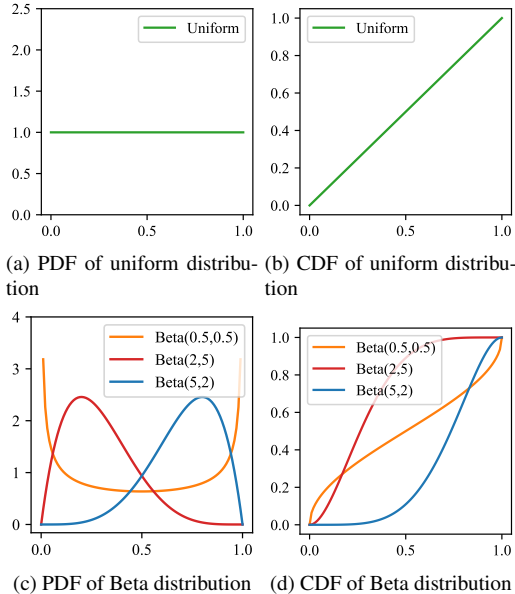 2.5
2.0
1.5
1.0
0.5
0.0
0.0
0.5
1.0
Uniform
1.0
0.8
0.6
0.4
0.2
0.0
0.0
0.5
1.0
Uniform
(a) PDF of uniform distribu-
tion
(b) CDF of uniform distribu-
tion
4
3
2
1
0
0.0
0.5
1.0
Beta(0.5,0.5)
Beta(2,5)
Beta(5,2)
1.0
0.8
0.6
0.4
0.2
0.0
0.0
0.5
1.0
Beta(0.5,0.5)
Beta(2,5)
Beta(5,2)
(c) PDF of Beta distribution
(d) CDF of Beta distribution